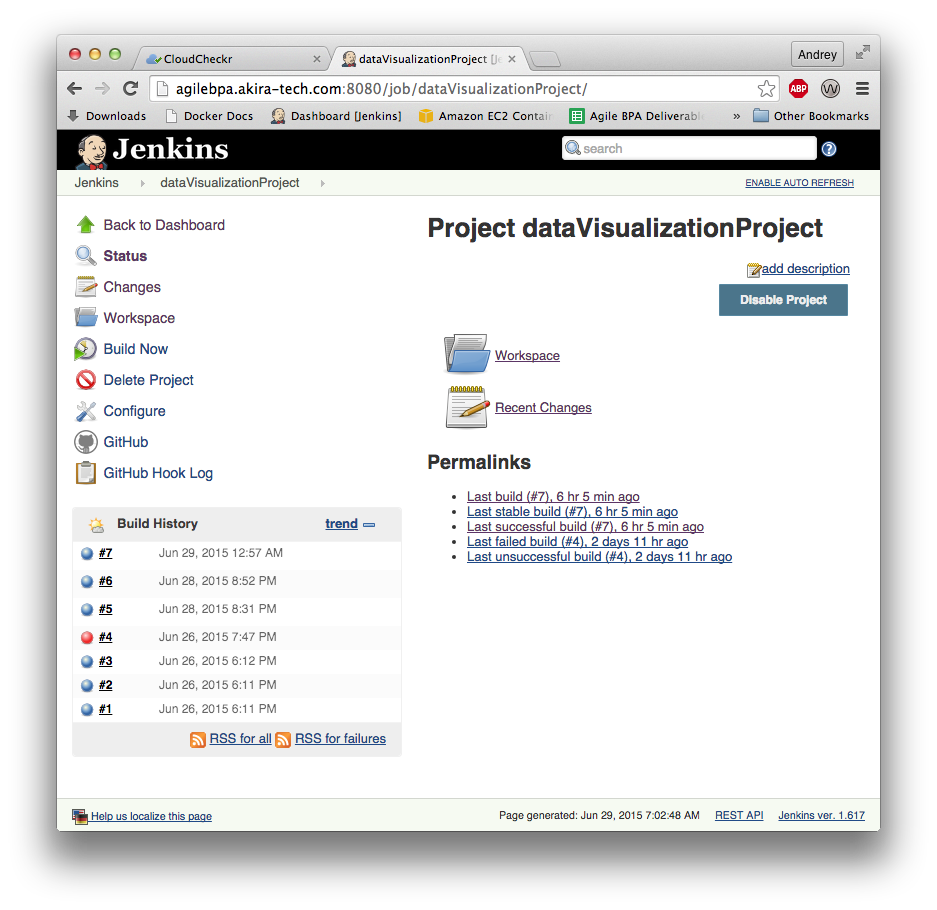 CloudCheckr
dataVisualizationProject [Je
Andrey
agilebpa.akira-tech.com:8080/job/dataVisualizationProject/
ABP
W
Downloads Docker Docs Dashboard [Jenkins] Amazon EC2 Contain Agile BPA Deliverabl » Other Bookmarks
Jenkins
search
?
Jenkins dataVisualizationProject
ENABLE AUTO REFRESH
Back to Dashboard
Status
Changes
Workspace
Build Now
Delete Project
Configure
GitHub
GitHub Hook Log
Build History trend
#7 Jun 29, 2015 12:57 AM
#6 Jun 28, 2015 8:52 PM
#5 Jun 28, 2015 8:31 PM
#4 Jun 26, 2015 7:47 PM
#3 Jun 26, 2015 6:12 PM
#2 Jun 26, 2015 6:11 PM
#1 Jun 26, 2015 6:11 PM
RSS for all RSS for failures
Project dataVisualizationProject
add description
Disable Project
Workspace
Recent Changes
Permalinks
Last build (#7), 6 hr 5 min ago
Last stable build (#7), 6 hr 5 min ago
Last successful build (#7), 6 hr 5 min ago
Last failed build (#4), 2 days 11 hr ago
Last unsuccessful build (#4), 2 days 11 hr ago
Help us localize this page
Page generated: Jun 29, 2015 7:02:48 AM REST API Jenkins ver. 1.617